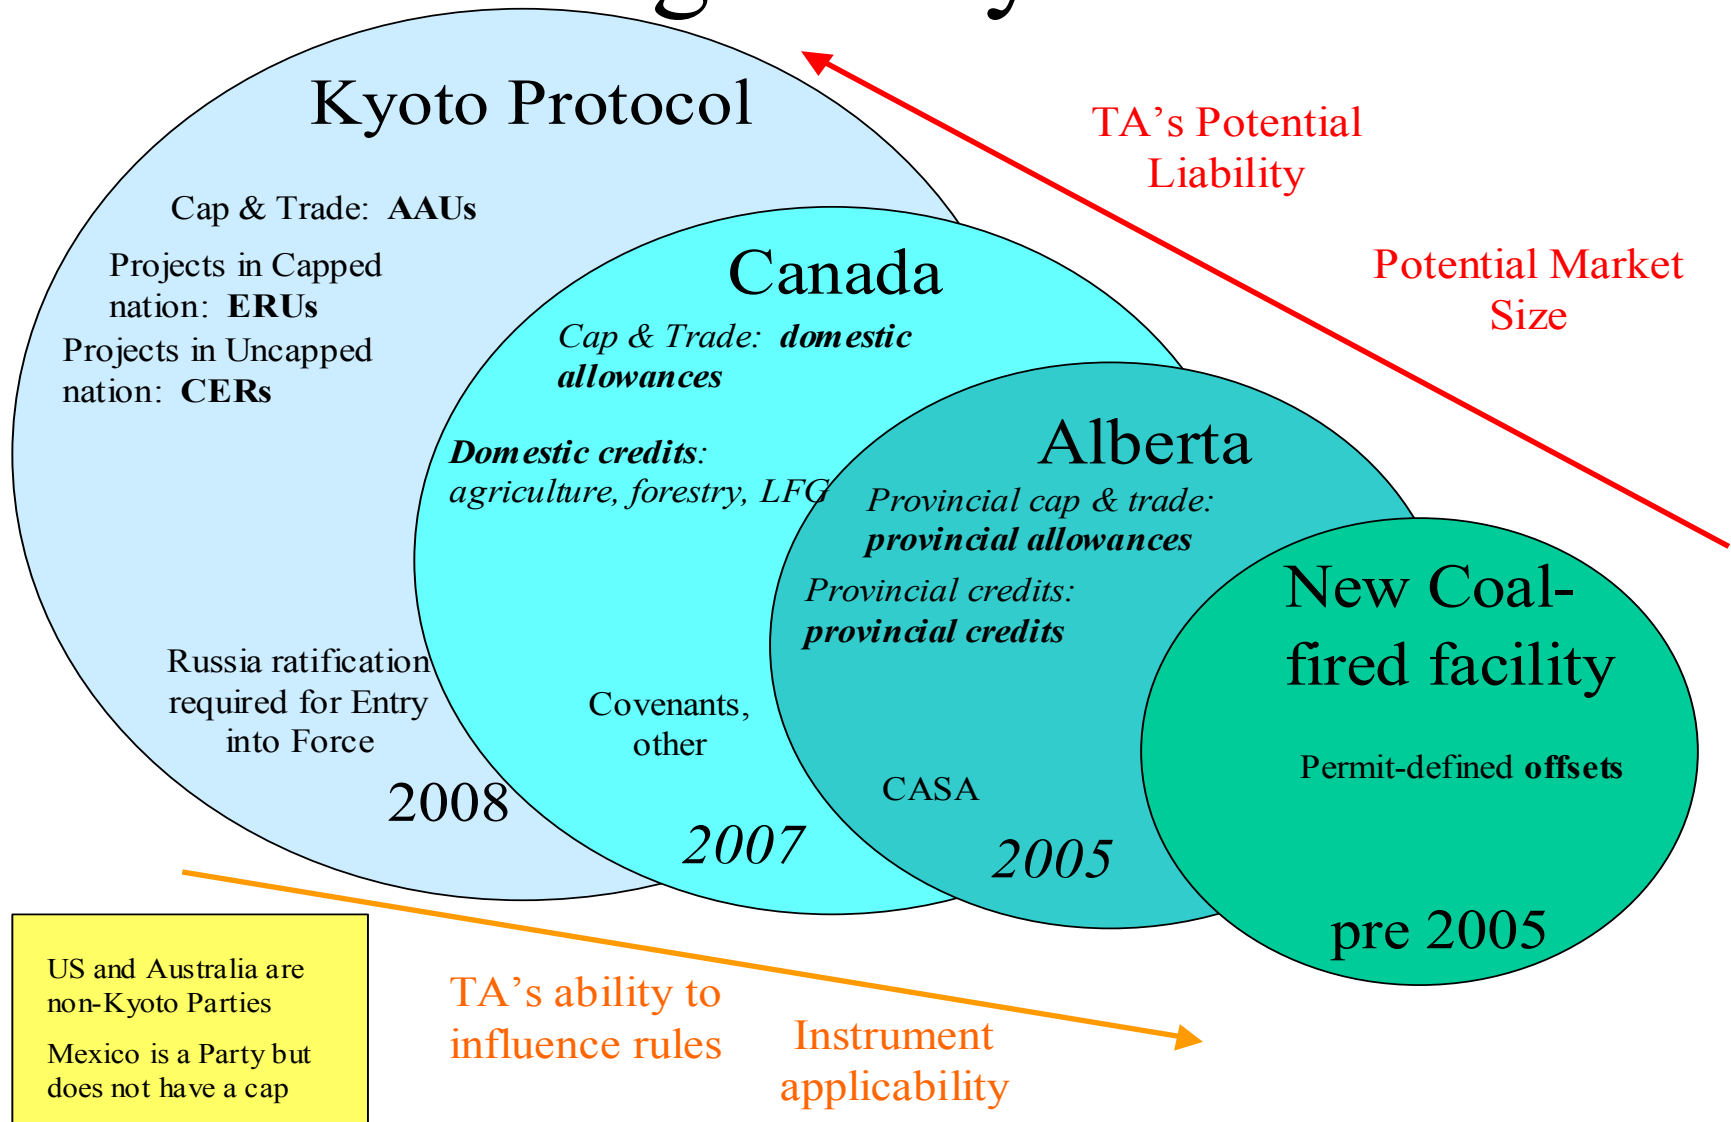 Kyoto Protocol
Cap & Trade: AAUs
Projects in Capped
nation: ERUs
Projects in Uncapped
nation: CERs
Russia ratification
required for Entry
into Force
2008
Canada
Cap & Trade: domestic
allowances
Domestic credits:
agriculture, forestry, LFG
Covenants,
other
2007
Alberta
Provincial cap & trade:
provincial allowances
Provincial credits:
provincial credits
CASA
2005
New Coal-
fired facility
Permit-defined offsets
pre 2005
TA’s Potential
Liability
Potential Market
Size
TA’s ability to
influence rules
Instrument
applicability
US and Australia are
non-Kyoto Parties
Mexico is a Party but
does not have a cap